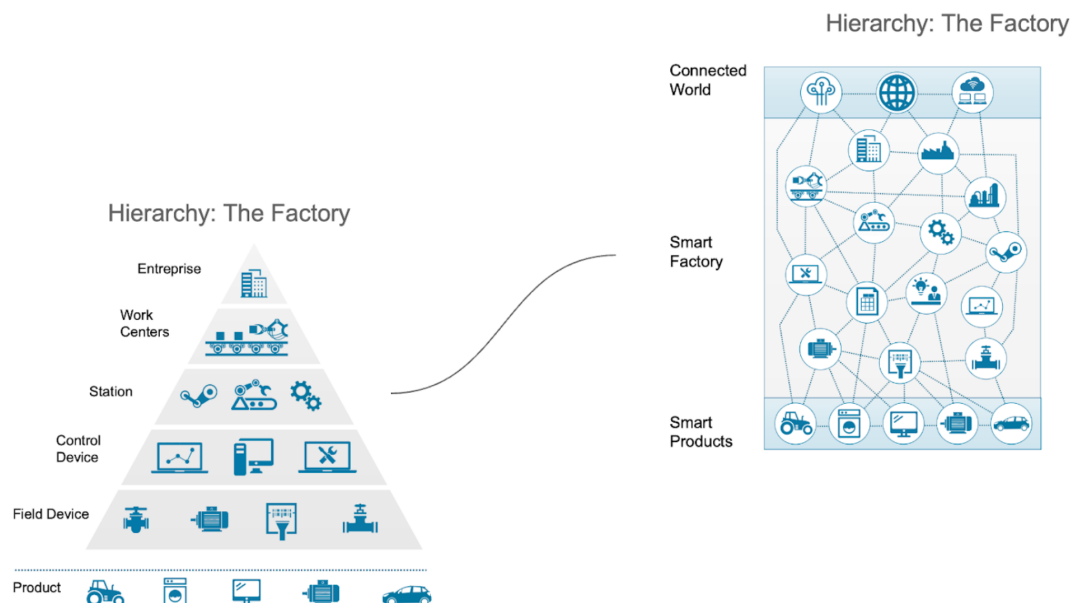 Hierarchy: The Factory
Connected
World
Smart
Factory
Smart
Products
Hierarchy: The Factory
Entreprise
Work
Centers
Station
Control
Device
Field Device
Product